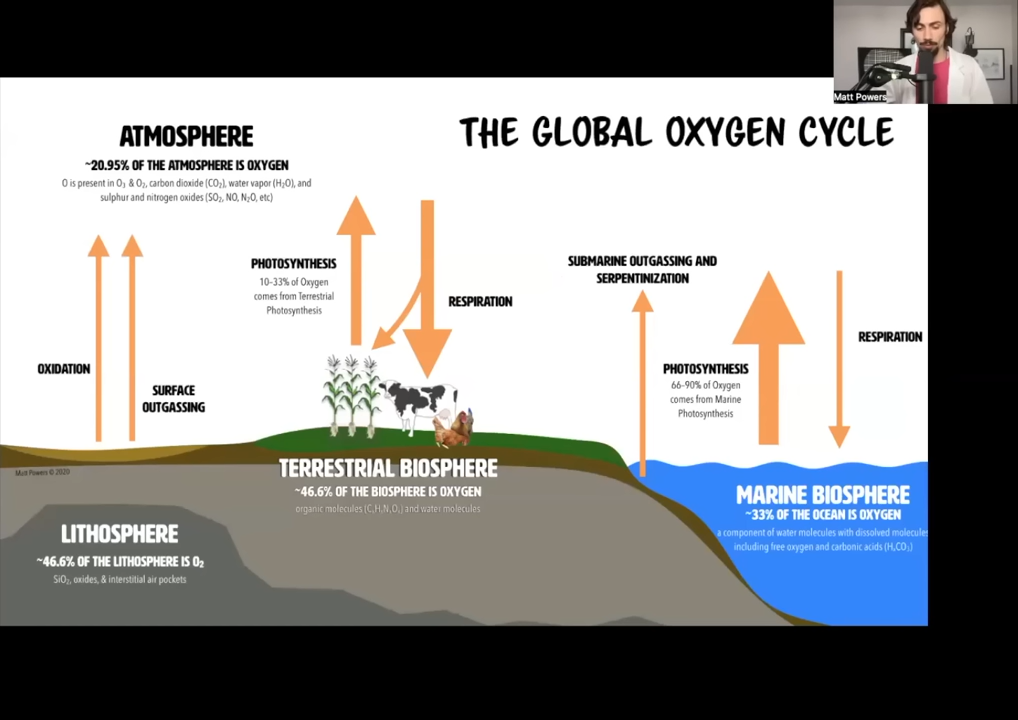 Matt Powers
THE GLOBAL OXYGEN CYCLE
ATMOSPHERE
~20.95% OF THE ATMOSPHERE IS OXYGEN
O is present in O₃ & O₂, carbon dioxide (CO₂), water vapor (H₂O), and
sulphur and nitrogen oxides (SO₂, NO, N₂O, etc)
PHOTOSYNTHESIS
10-33% of Oxygen
comes from Terrestrial
Photosynthesis
RESPIRATION
SUBMARINE OUTGASSING AND
SERPENTINIZATION
RESPIRATION
PHOTOSYNTHESIS
66-90% of Oxygen
comes from Marine
Photosynthesis
OXIDATION
SURFACE
OUTGASSING
Matt Powers © 2020
TERRESTRIAL BIOSPHERE
~46.6% OF THE BIOSPHERE IS OXYGEN
organic molecules (CₓHᵧNₓOₓ) and water molecules
MARINE BIOSPHERE
~33% OF THE OCEAN IS OXYGEN
a component of water molecules with dissolved molecules
including free oxygen and carbonic acids (H₂CO₃)
LITHOSPHERE
~46.6% OF THE LITHOSPHERE IS O₂
SiO₂, oxides, & interstitial air pockets